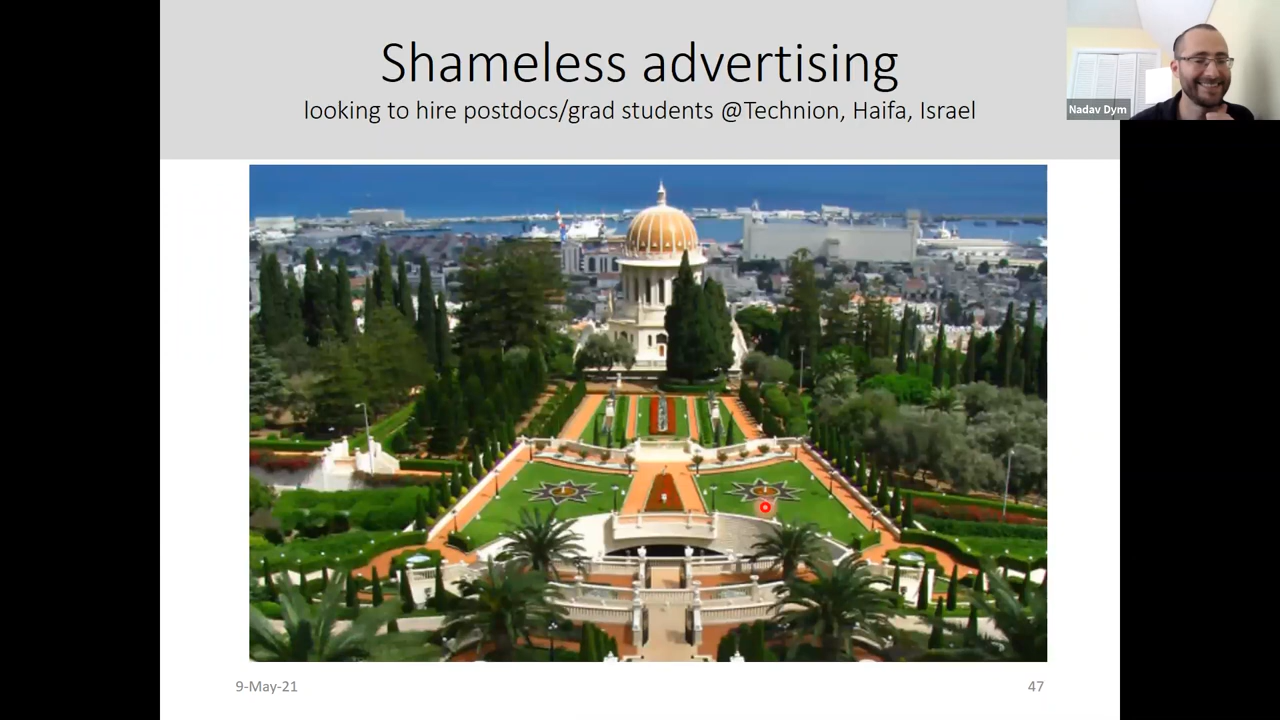 Shameless advertising
looking to hire postdocs/grad students @Technion, Haifa, Israel
Nadav Dym
9-May-21
47